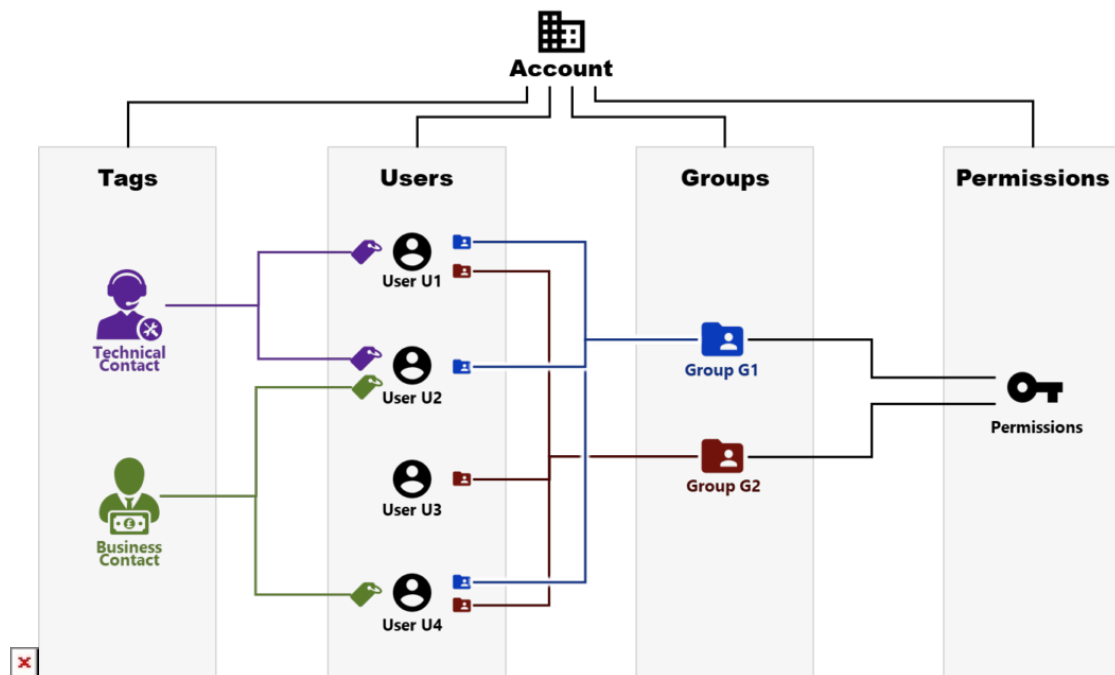 Account
Tags
Users
Groups
Permissions
User U1
Technical
Contact
User U2
Group G1
Permissions
User U3
Group G2
£
Business
Contact
User U4